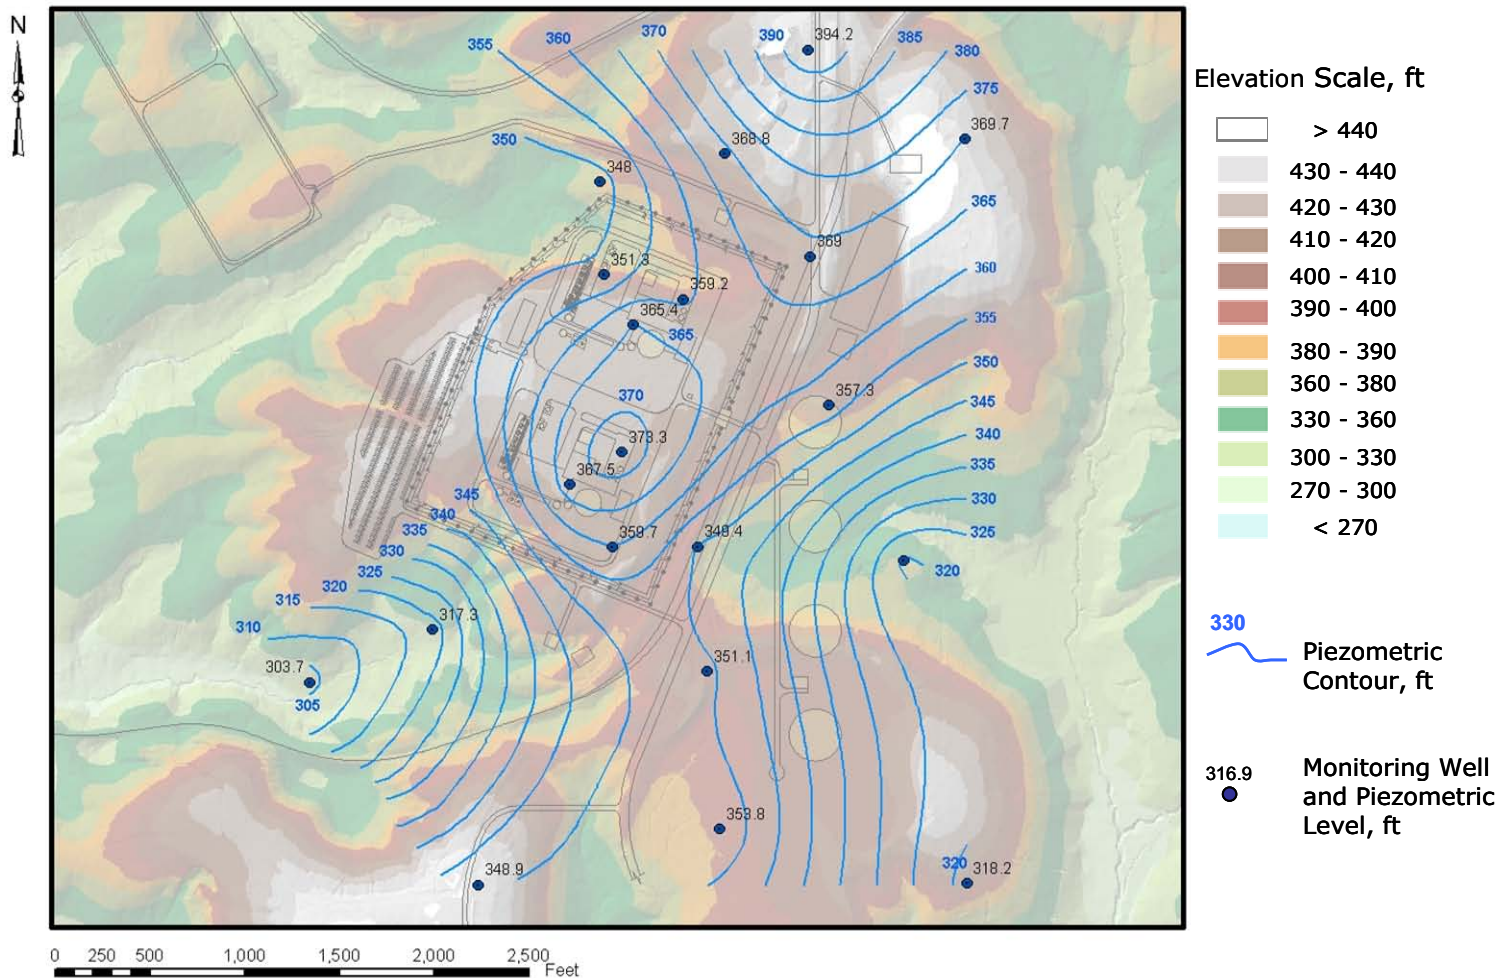 N
355
360
370
390
394.2
385
380
375
350
348
368.8
369.7
365
369
360
351.3
359.2
365.4
365
355
350
370
357.3
345
373.3
340
367.5
335
345
340
330
335
359.7
349.4
325
330
325
320
320
315
317.3
310
303.7
351.1
305
353.8
348.9
320
318.2
0 250 500 1,000 1,500 2,000 2,500
Feet
Elevation Scale, ft
> 440
430 - 440
420 - 430
410 - 420
400 - 410
390 - 400
380 - 390
360 - 380
330 - 360
300 - 330
270 - 300
< 270
330
Piezometric
Contour, ft
316.9
Monitoring Well
and Piezometric
Level, ft